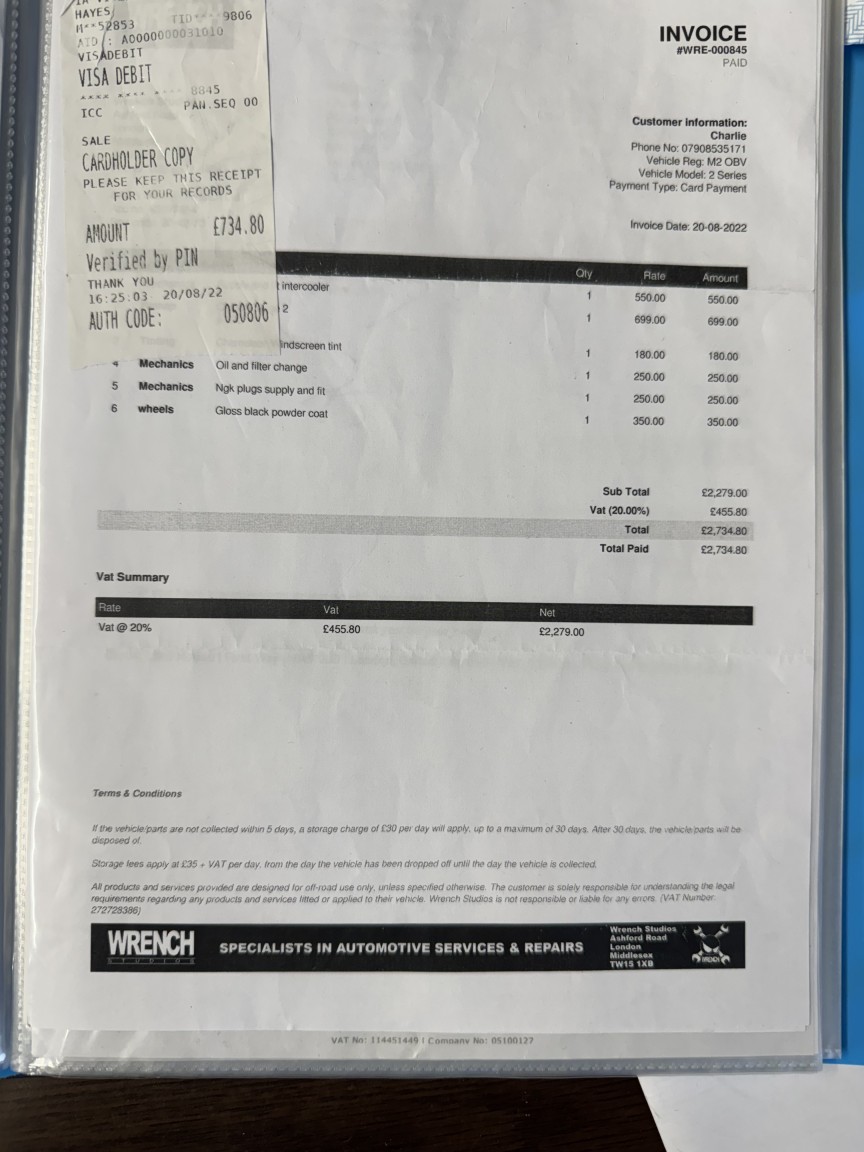 HAYES
M**52853 TID****9806
AID : A0000000031010
VISADEBIT
VISA DEBIT
**** **** **** 8845
ICC PAN.SEQ 00
SALE
CARDHOLDER COPY
PLEASE KEEP THIS RECEIPT
FOR YOUR RECORDS
AMOUNT £734.80
Verified by PIN
THANK YOU
16:25:03 20/08/22
AUTH CODE: 050806
INVOICE
#WRE-000845
PAID
Customer information:
Charlie
Phone No: 07908535171
Vehicle Reg: M2 OBV
Vehicle Model: 2 Series
Payment Type: Card Payment
Invoice Date: 20-08-2022
Qty Rate Amount
intercooler 1 550.00 550.00
2 1 699.00 699.00
indscreen tint 1 180.00 180.00
4 Mechanics Oil and filter change 1 250.00 250.00
5 Mechanics Ngk plugs supply and fit 1 250.00 250.00
6 wheels Gloss black powder coat 1 350.00 350.00
Sub Total £2,279.00
Vat (20.00%) £455.80
Total £2,734.80
Total Paid £2,734.80
Vat Summary
Rate Vat Net
Vat @ 20% £455.80 £2,279.00
Terms & Conditions
If the vehicle/parts are not collected within 5 days, a storage charge of £30 per day will apply, up to a maximum of 30 days. After 30 days, the vehicle/parts will be
disposed of.
Storage fees apply at £35 + VAT per day, from the day the vehicle has been dropped off until the day the vehicle is collected.
All products and services provided are designed for off-road use only, unless specified otherwise. The customer is solely responsible for understanding the legal
requirements regarding any products and services fitted or applied to their vehicle. Wrench Studios is not responsible or liable for any errors. (VAT Number:
272728386)
WRENCH
STUDIOS
SPECIALISTS IN AUTOMOTIVE SERVICES & REPAIRS
Wrench Studios
Ashford Road
London
Middlesex
TW15 1XB
WRENCH
VAT No: 114451449 | Company No: 05100127